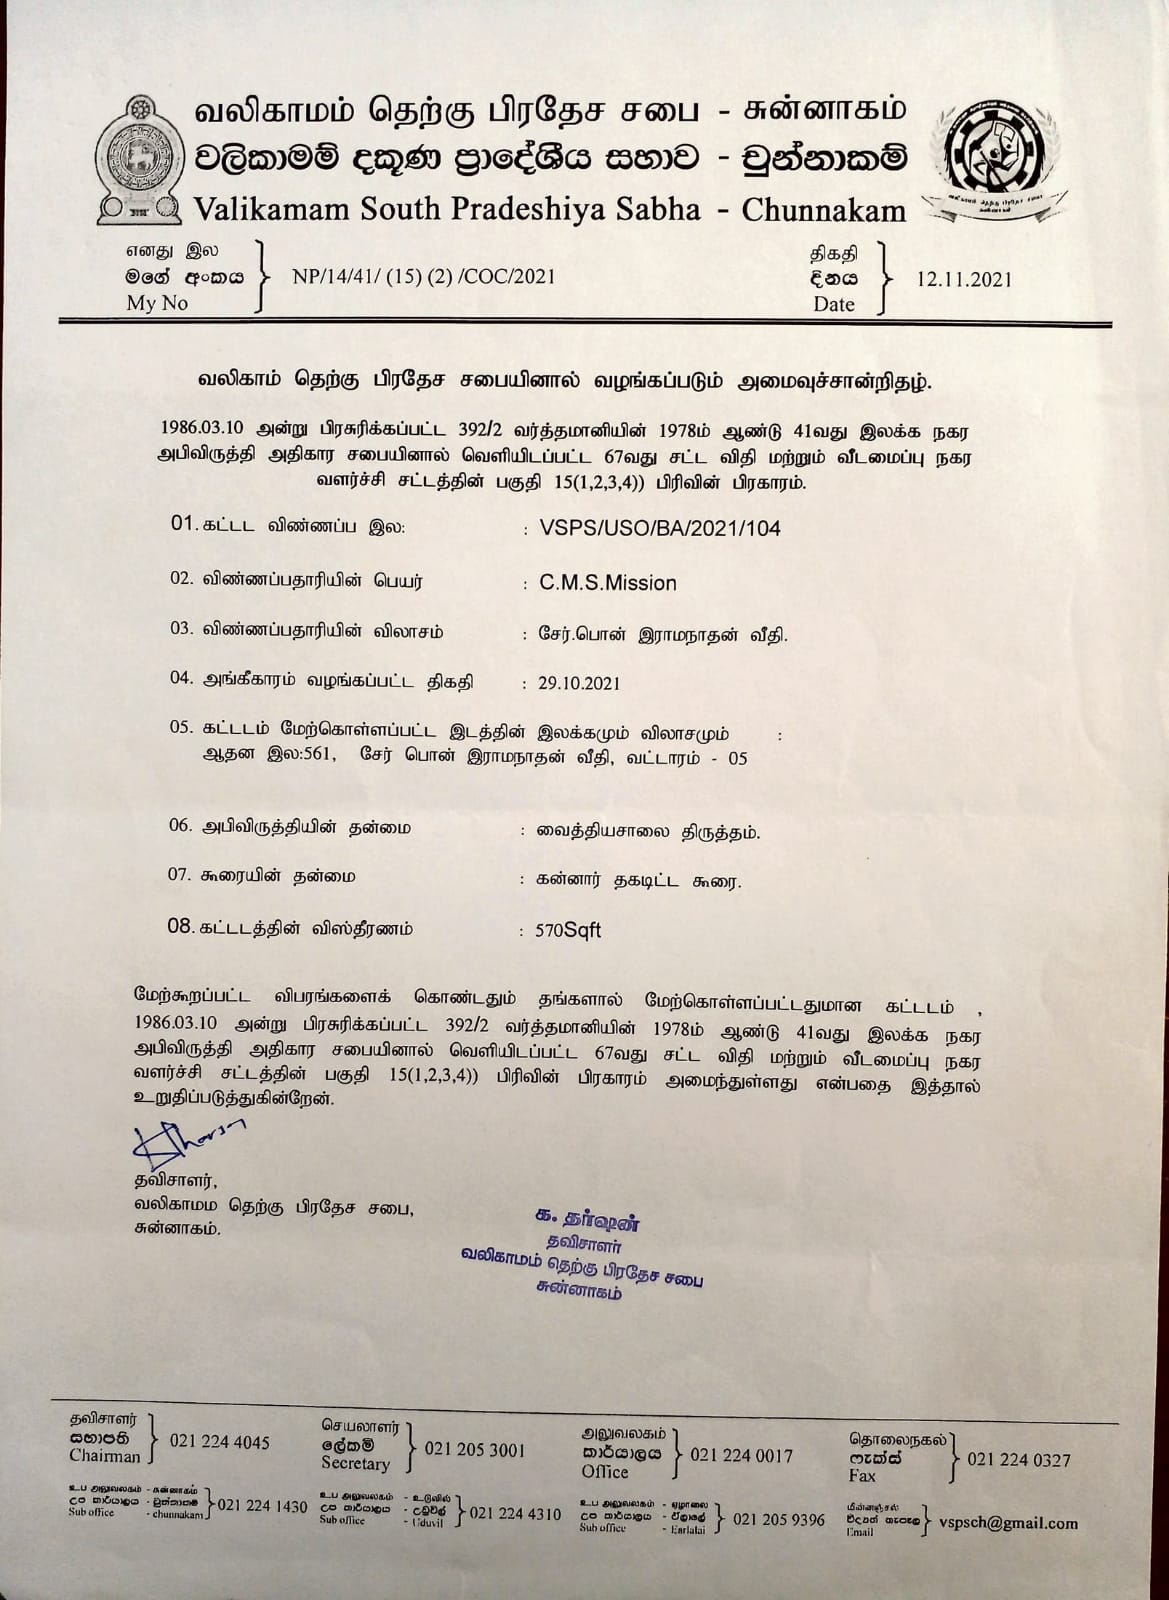 வலிகாமம் தெற்கு பிரதேச சபை - சுன்னாகம்
වලිකාමම් දකුණ ප්‍රාදේශීය සභාව - චුන්නාකම්
Valikamam South Pradeshiya Sabha - Chunnakam
எனது இல
මගේ අංකය
My No
NP/14/41/ (15) (2) /COC/2021
திகதி
දිනය
Date
12.11.2021
வலிகாம் தெற்கு பிரதேச சபையினால் வழங்கப்படும் அமைவுச்சான்றிதழ்.
1986.03.10 அன்று பிரசுரிக்கப்பட்ட 392/2 வர்த்தமானியின் 1978ம் ஆண்டு 41வது இலக்க நகர
அபிவிருத்தி அதிகார சபையினால் வெளியிடப்பட்ட 67வது சட்ட விதி மற்றும் வீடமைப்பு நகர
வளர்ச்சி சட்டத்தின் பகுதி 15(1,2,3,4)) பிரிவின் பிரகாரம்.
01. கட்டட விண்ணப்ப இல: : VSPS/USO/BA/2021/104
02. விண்ணப்பதாரியின் பெயர் : C.M.S.Mission
03. விண்ணப்பதாரியின் விலாசம் : சேர்.பொன் இராமநாதன் வீதி.
04. அங்கீகாரம் வழங்கப்பட்ட திகதி : 29.10.2021
05. கட்டடம் மேற்கொள்ளப்பட்ட இடத்தின் இலக்கமும் விலாசமும் :
ஆதன இல:561, சேர் பொன் இராமநாதன் வீதி, வட்டாரம் - 05
06. அபிவிருத்தியின் தன்மை : வைத்தியசாலை திருத்தம்.
07. கூரையின் தன்மை : கன்னார் தகடிட்ட கூரை.
08. கட்டடத்தின் விஸ்தீரணம் : 570Sqft
மேற்கூறப்பட்ட விபரங்களைக் கொண்டதும் தங்களால் மேற்கொள்ளப்பட்டதுமான கட்டடம் ,
1986.03.10 அன்று பிரசுரிக்கப்பட்ட 392/2 வர்த்தமானியின் 1978ம் ஆண்டு 41வது இலக்க நகர
அபிவிருத்தி அதிகார சபையினால் வெளியிடப்பட்ட 67வது சட்ட விதி மற்றும் வீடமைப்பு நகர
வளர்ச்சி சட்டத்தின் பகுதி 15(1,2,3,4)) பிரிவின் பிரகாரம் அமைந்துள்ளது என்பதை இத்தால்
உறுதிப்படுத்துகின்றேன்.
தவிசாளர்,
வலிகாமம தெற்கு பிரதேச சபை,
சுன்னாகம்.
க. தர்ஷன்
தவிசாளர்
வலிகாமம் தெற்கு பிரதேச சபை
சுன்னாகம்
தவிசாளர்
සභාපති
Chairman
021 224 4045
செயலாளர்
ලේකම්
Secretary
021 205 3001
அலுவலகம்
කාර්යාලය
Office
021 224 0017
தொலைநகல்
ෆැක්ස්
Fax
021 224 0327
உப அலுவலகம் - சுன்னாகம்
උප කාර්යාලය - චුන්නාකම්
Sub office - chunnakam
021 224 1430
உப அலுவலகம் - உடுவில்
උප කාර්යාලය - උඩුවිල්
Sub office - Uduvil
021 224 4310
உப அலுவலகம் - ஏழாலை
උප කාර්යාලය - ඒලාලේ
Sub office - Earlalai
021 205 9396
மின்னஞ்சல்
Email
vspsch@gmail.com